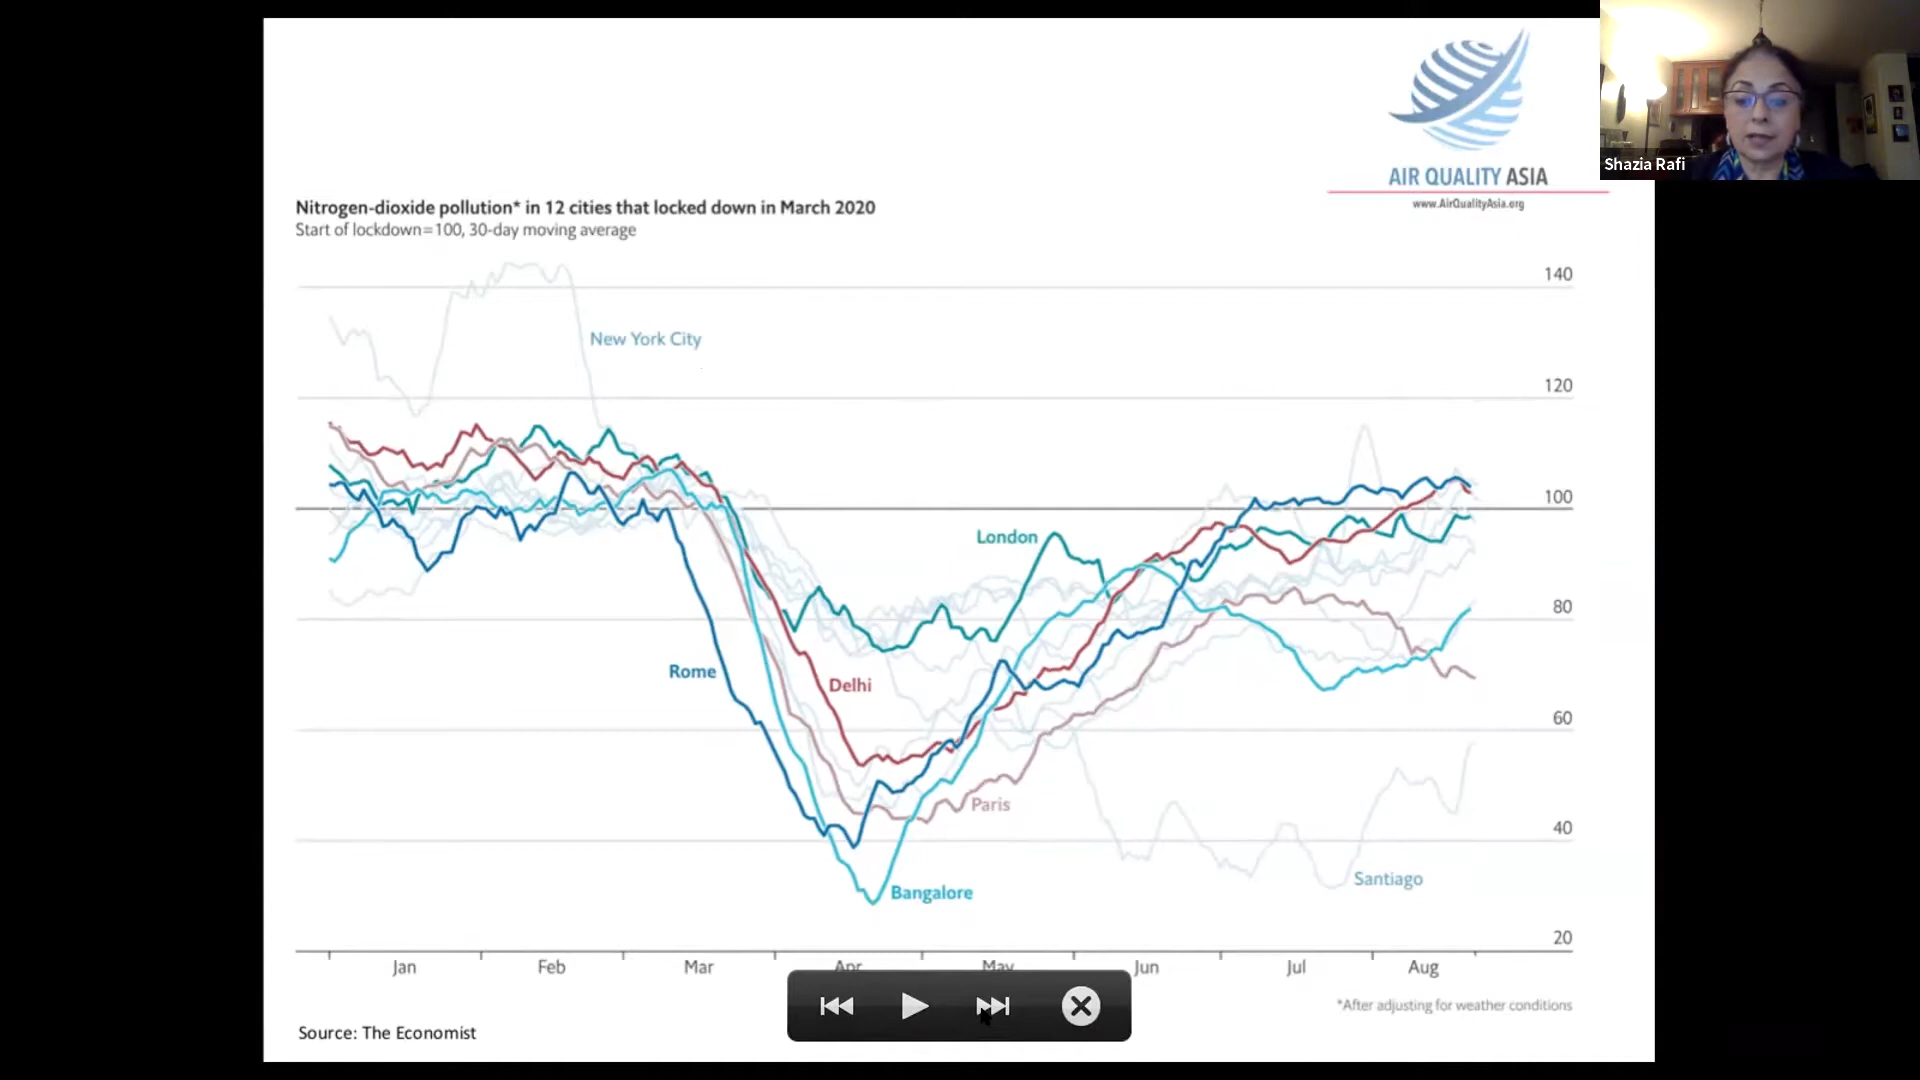 AIR QUALITY ASIA
www.AirQualityAsia.org
Shazia Rafi
Nitrogen-dioxide pollution* in 12 cities that locked down in March 2020
Start of lockdown=100, 30-day moving average
140
New York City
120
100
London
80
Rome
Delhi
60
Paris
40
Bangalore
Santiago
20
Jan Feb Mar Apr May Jun Jul Aug
*After adjusting for weather conditions
Source: The Economist